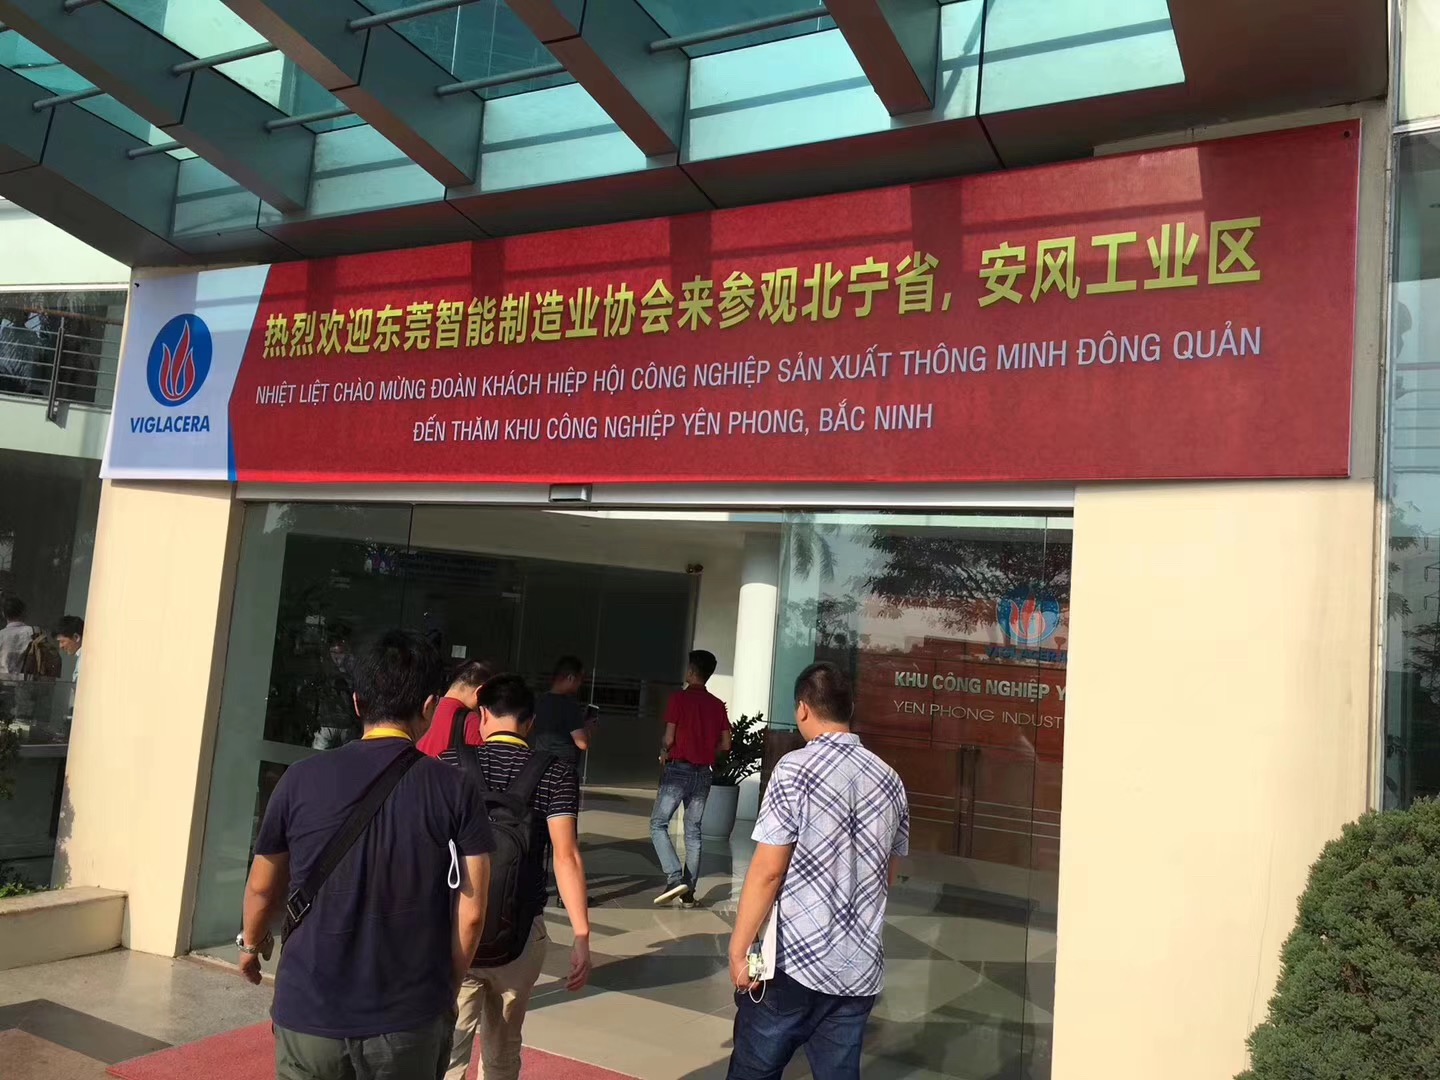 热烈欢迎东莞智能制造业协会来参观北宁省，安风工业区
NHIỆT LIỆT CHÀO MỪNG ĐOÀN KHÁCH HIỆP HỘI CÔNG NGHIỆP SẢN XUẤT THÔNG MINH ĐÔNG QUẢN
ĐẾN THĂM KHU CÔNG NGHIỆP YÊN PHONG, BẮC NINH
VIGLACERA
VIGLACERA
KHU CÔNG NGHIỆP Y
YEN PHONG INDUST